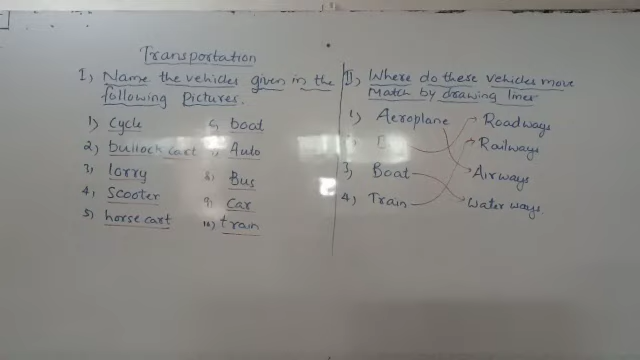 Transportation
I) Name the vehicles given in the
following Pictures.
1) Cycle
2) bullock cart
3) lorry
4) Scooter
5) horse cart
6) boat
7) Auto
8) Bus
9) Car
10) train
II) Where do these vehicles move
Match by drawing lines
1) Aeroplane
3) Boat
4) Train
Roadways
Railways
Airways
Water ways